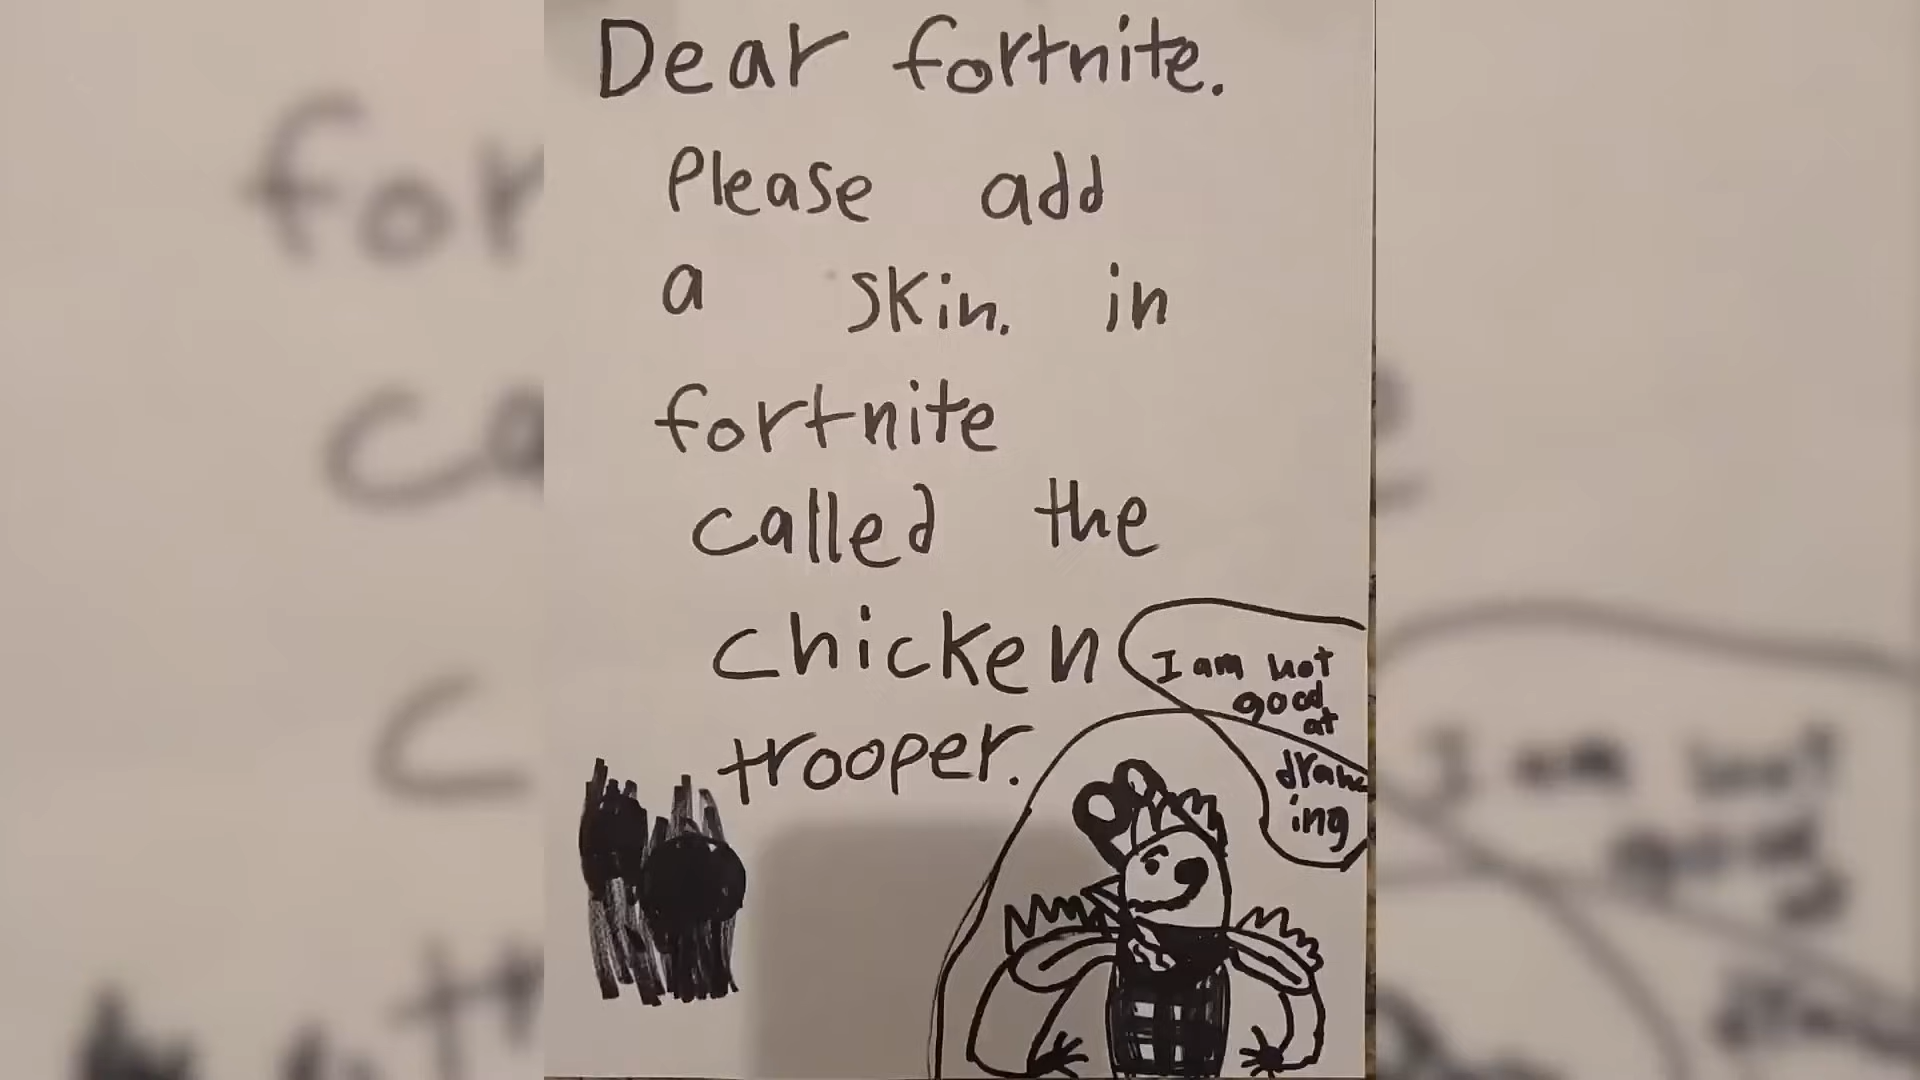 Dear fortnite.
Please add
a skin. in
fortnite
called the
chicken
trooper.
I am not
good
at
draw
ing